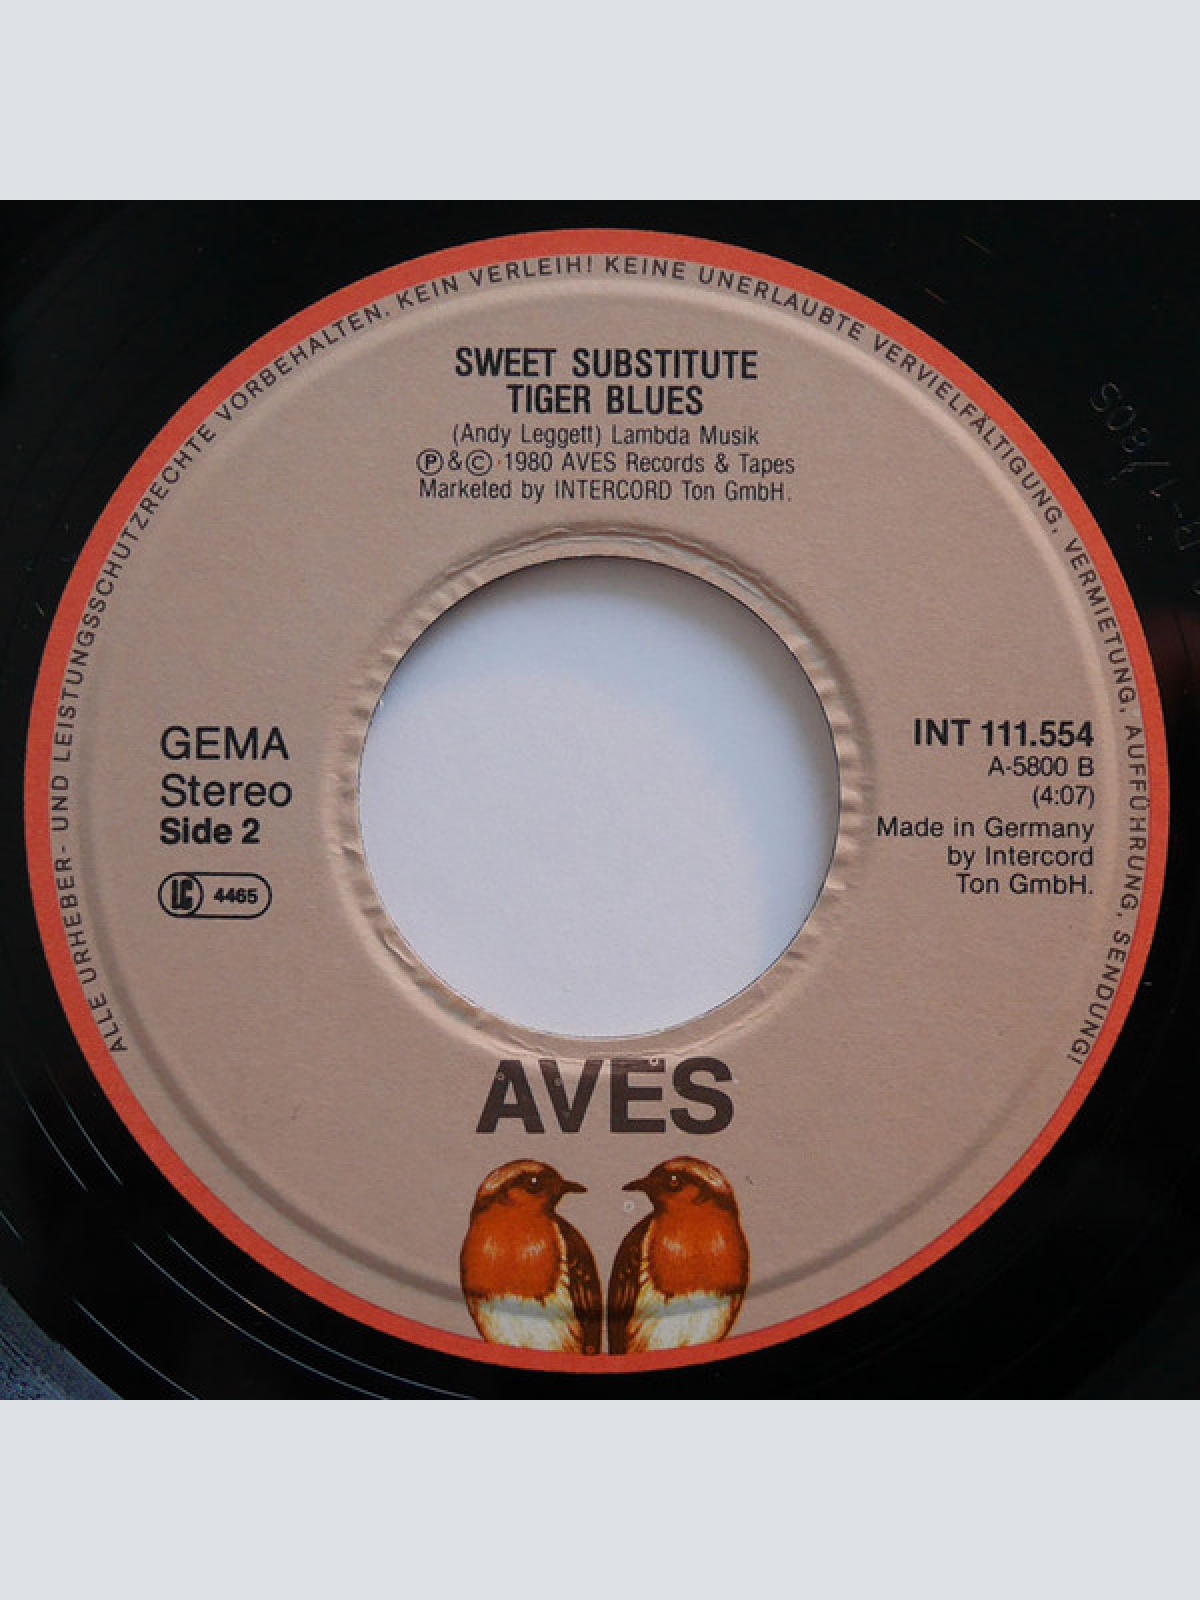 ALLE URHEBER- UND LEISTUNGSSCHUTZRECHTE VORBEHALTEN. KEIN VERLEIH! KEINE UNERLAUBTE VERVIELFÄLTIGUNG, VERMIETUNG, AUFFÜHRUNG, SENDUNG!
SWEET SUBSTITUTE
TIGER BLUES
(Andy Leggett) Lambda Musik
Ⓟ & © 1980 AVES Records & Tapes
Marketed by INTERCORD Ton GmbH.
GEMA
Stereo
Side 2
LC 4465
INT 111.554
A-5800 B
(4:07)
Made in Germany
by Intercord
Ton GmbH.
AVES